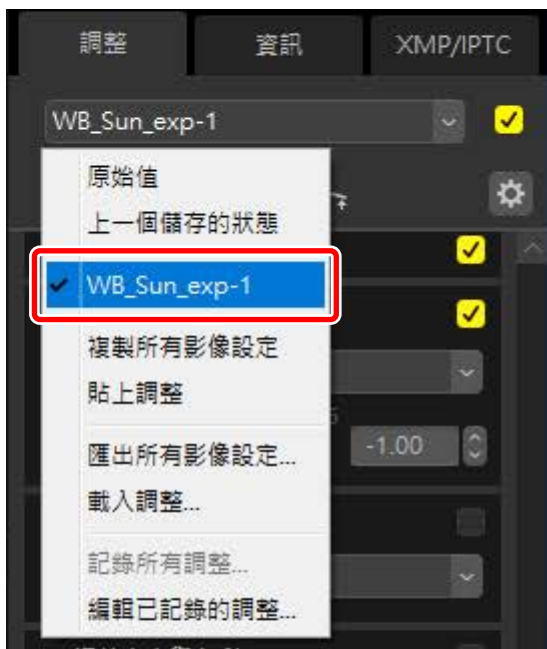 調整 資訊 XMP/IPTC
WB_Sun_exp-1
原始值
上一個儲存的狀態
WB_Sun_exp-1
複製所有影像設定
貼上調整
-1.00
匯出所有影像設定...
載入調整...
記錄所有調整...
編輯已記錄的調整...